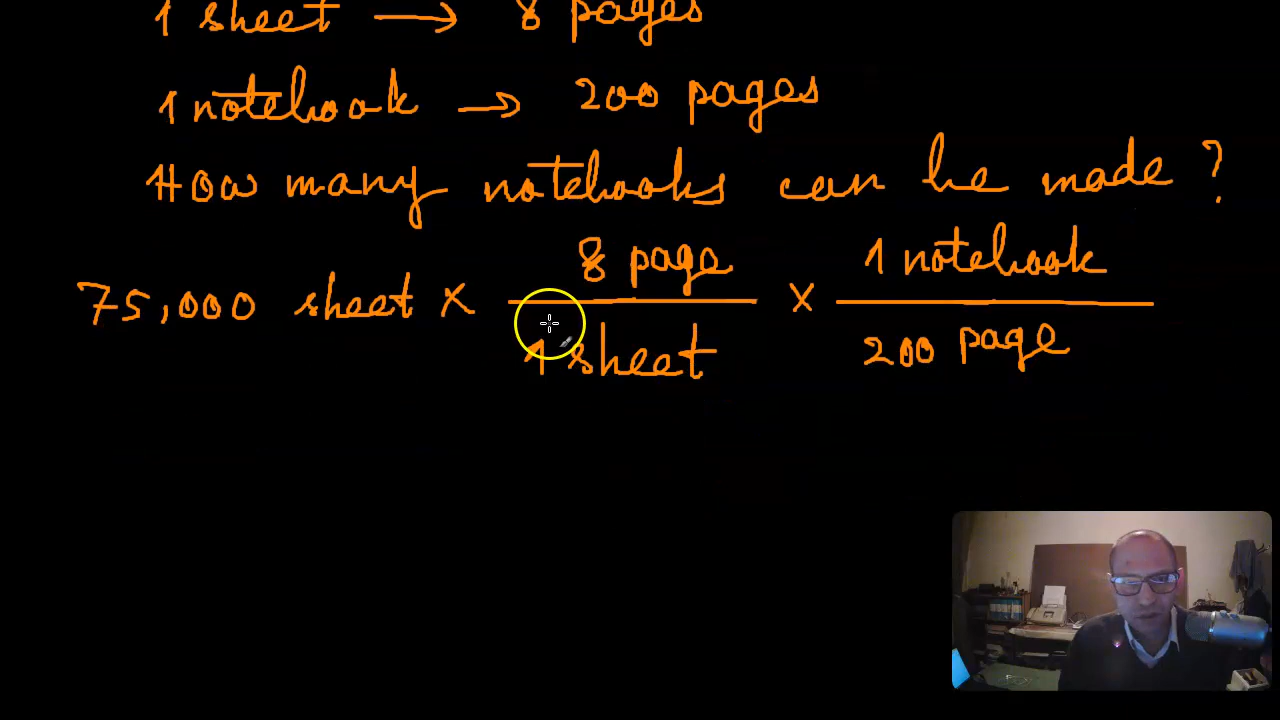 1 sheet → 8 pages
1 notebook → 200 pages
How many notebooks can be made ?
75,000 sheet x 8 page / 1 sheet x 1 notebook / 200 page